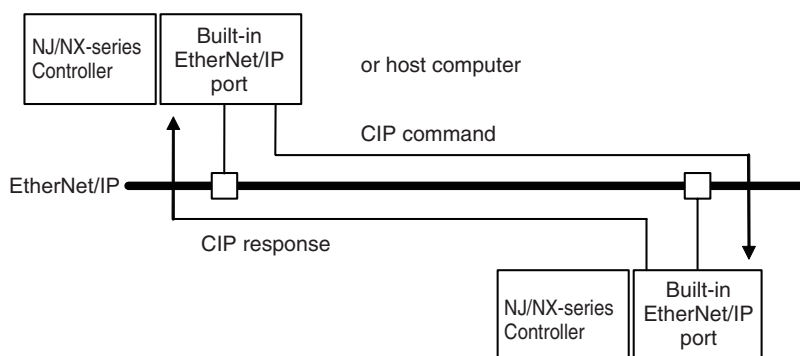 NJ/NX-series
Controller
Built-in
EtherNet/IP
port
or host computer
CIP command
EtherNet/IP
CIP response
NJ/NX-series
Controller
Built-in
EtherNet/IP
port